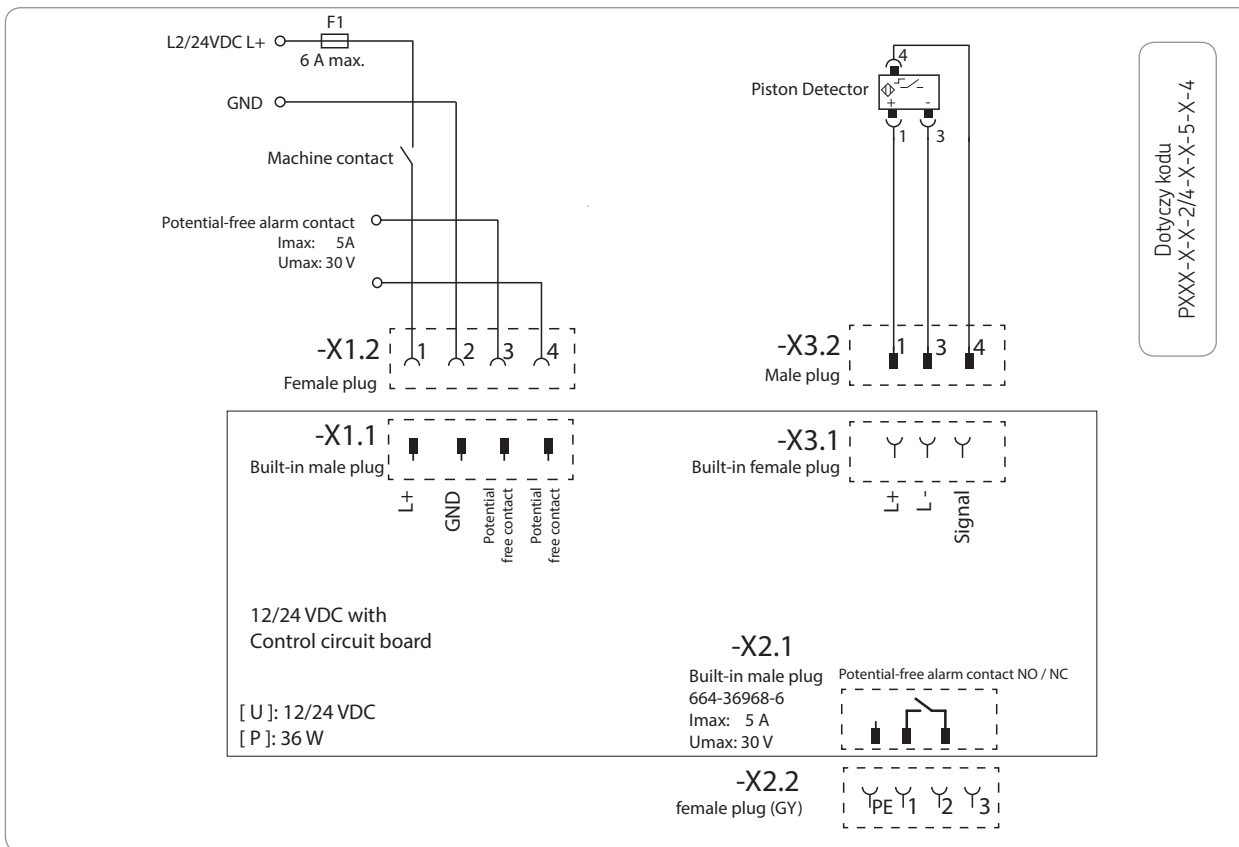 F1
L2/24VDC L+
6 A max.
GND
Machine contact
Potential-free alarm contact
Imax: 5A
Umax: 30 V
-X1.2
1
2
3
4
Female plug
-X1.1
Built-in male plug
L+
GND
Potential
free contact
Potential
free contact
4
Piston Detector
+
-
1
3
-X3.2
1
3
4
Male plug
-X3.1
Built-in female plug
L+
L-
Signal
12/24 VDC with
Control circuit board
[ U ]: 12/24 VDC
[ P ]: 36 W
-X2.1
Built-in male plug
664-36968-6
Imax: 5 A
Umax: 30 V
Potential-free alarm contact NO / NC
-X2.2
female plug (GY)
PE
1
2
3
Dotyczy kodu
PXXX-X-X-2/4-X-X-5-X-4